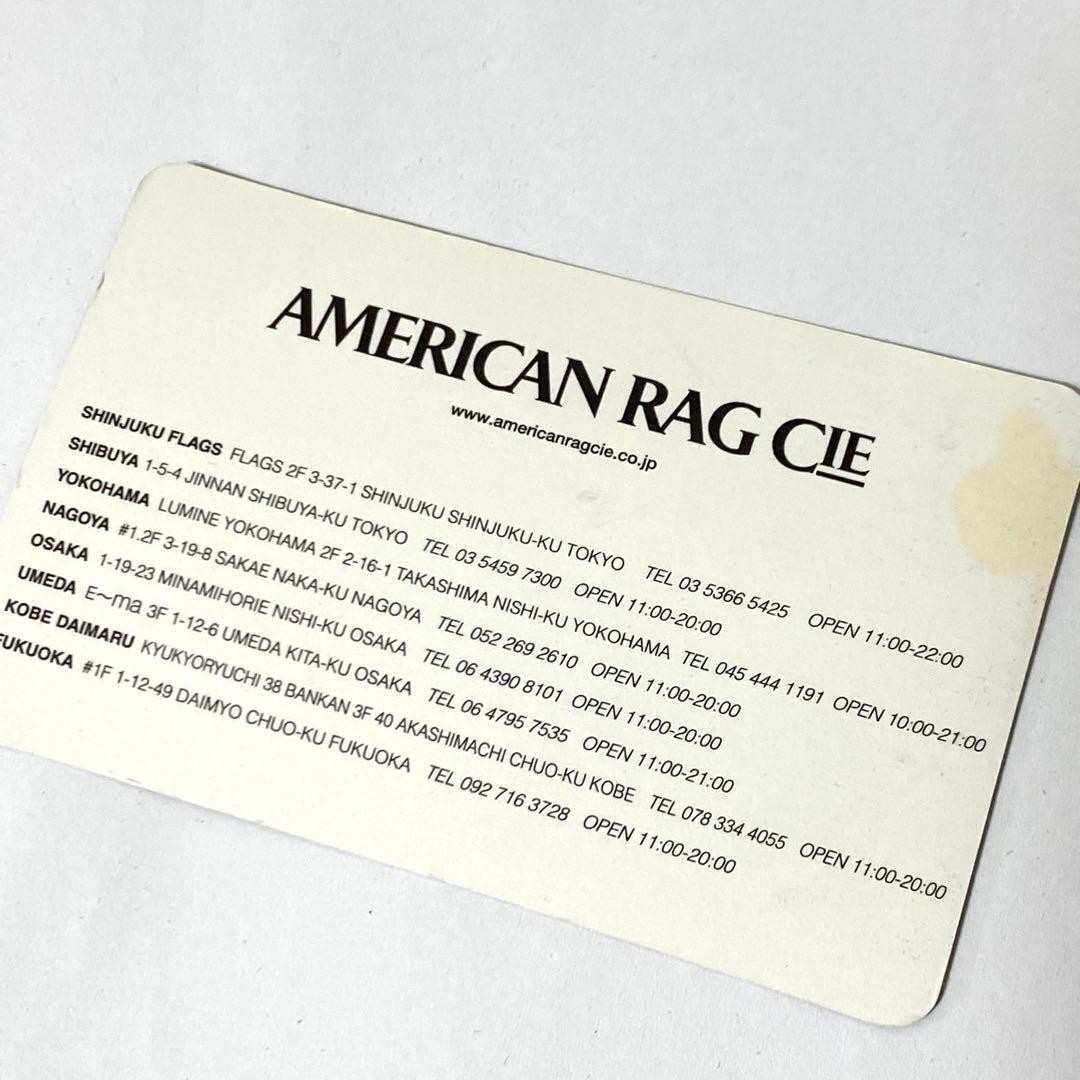 AMERICAN RAG CIE
www.americanragcie.co.jp
SHINJUKU FLAGS FLAGS 2F 3-37-1 SHINJUKU SHINJUKU-KU TOKYO TEL 03 5366 5425 OPEN 11:00-22:00
SHIBUYA 1-5-4 JINNAN SHIBUYA-KU TOKYO TEL 03 5459 7300 OPEN 11:00-20:00
YOKOHAMA LUMINE YOKOHAMA 2F 2-16-1 TAKASHIMA NISHI-KU YOKOHAMA TEL 045 444 1191 OPEN 10:00-21:00
NAGOYA #1.2F 3-19-8 SAKAE NAKA-KU NAGOYA TEL 052 269 2610 OPEN 11:00-20:00
OSAKA 1-19-23 MINAMIHORIE NISHI-KU OSAKA TEL 06 4390 8101 OPEN 11:00-20:00
UMEDA E~ma 3F 1-12-6 UMEDA KITA-KU OSAKA TEL 06 4795 7535 OPEN 11:00-21:00
KOBE DAIMARU KYUKYORYUCHI 38 BANKAN 3F 40 AKASHIMACHI CHUO-KU KOBE TEL 078 334 4055 OPEN 11:00-20:00
FUKUOKA #1F 1-12-49 DAIMYO CHUO-KU FUKUOKA TEL 092 716 3728 OPEN 11:00-20:00